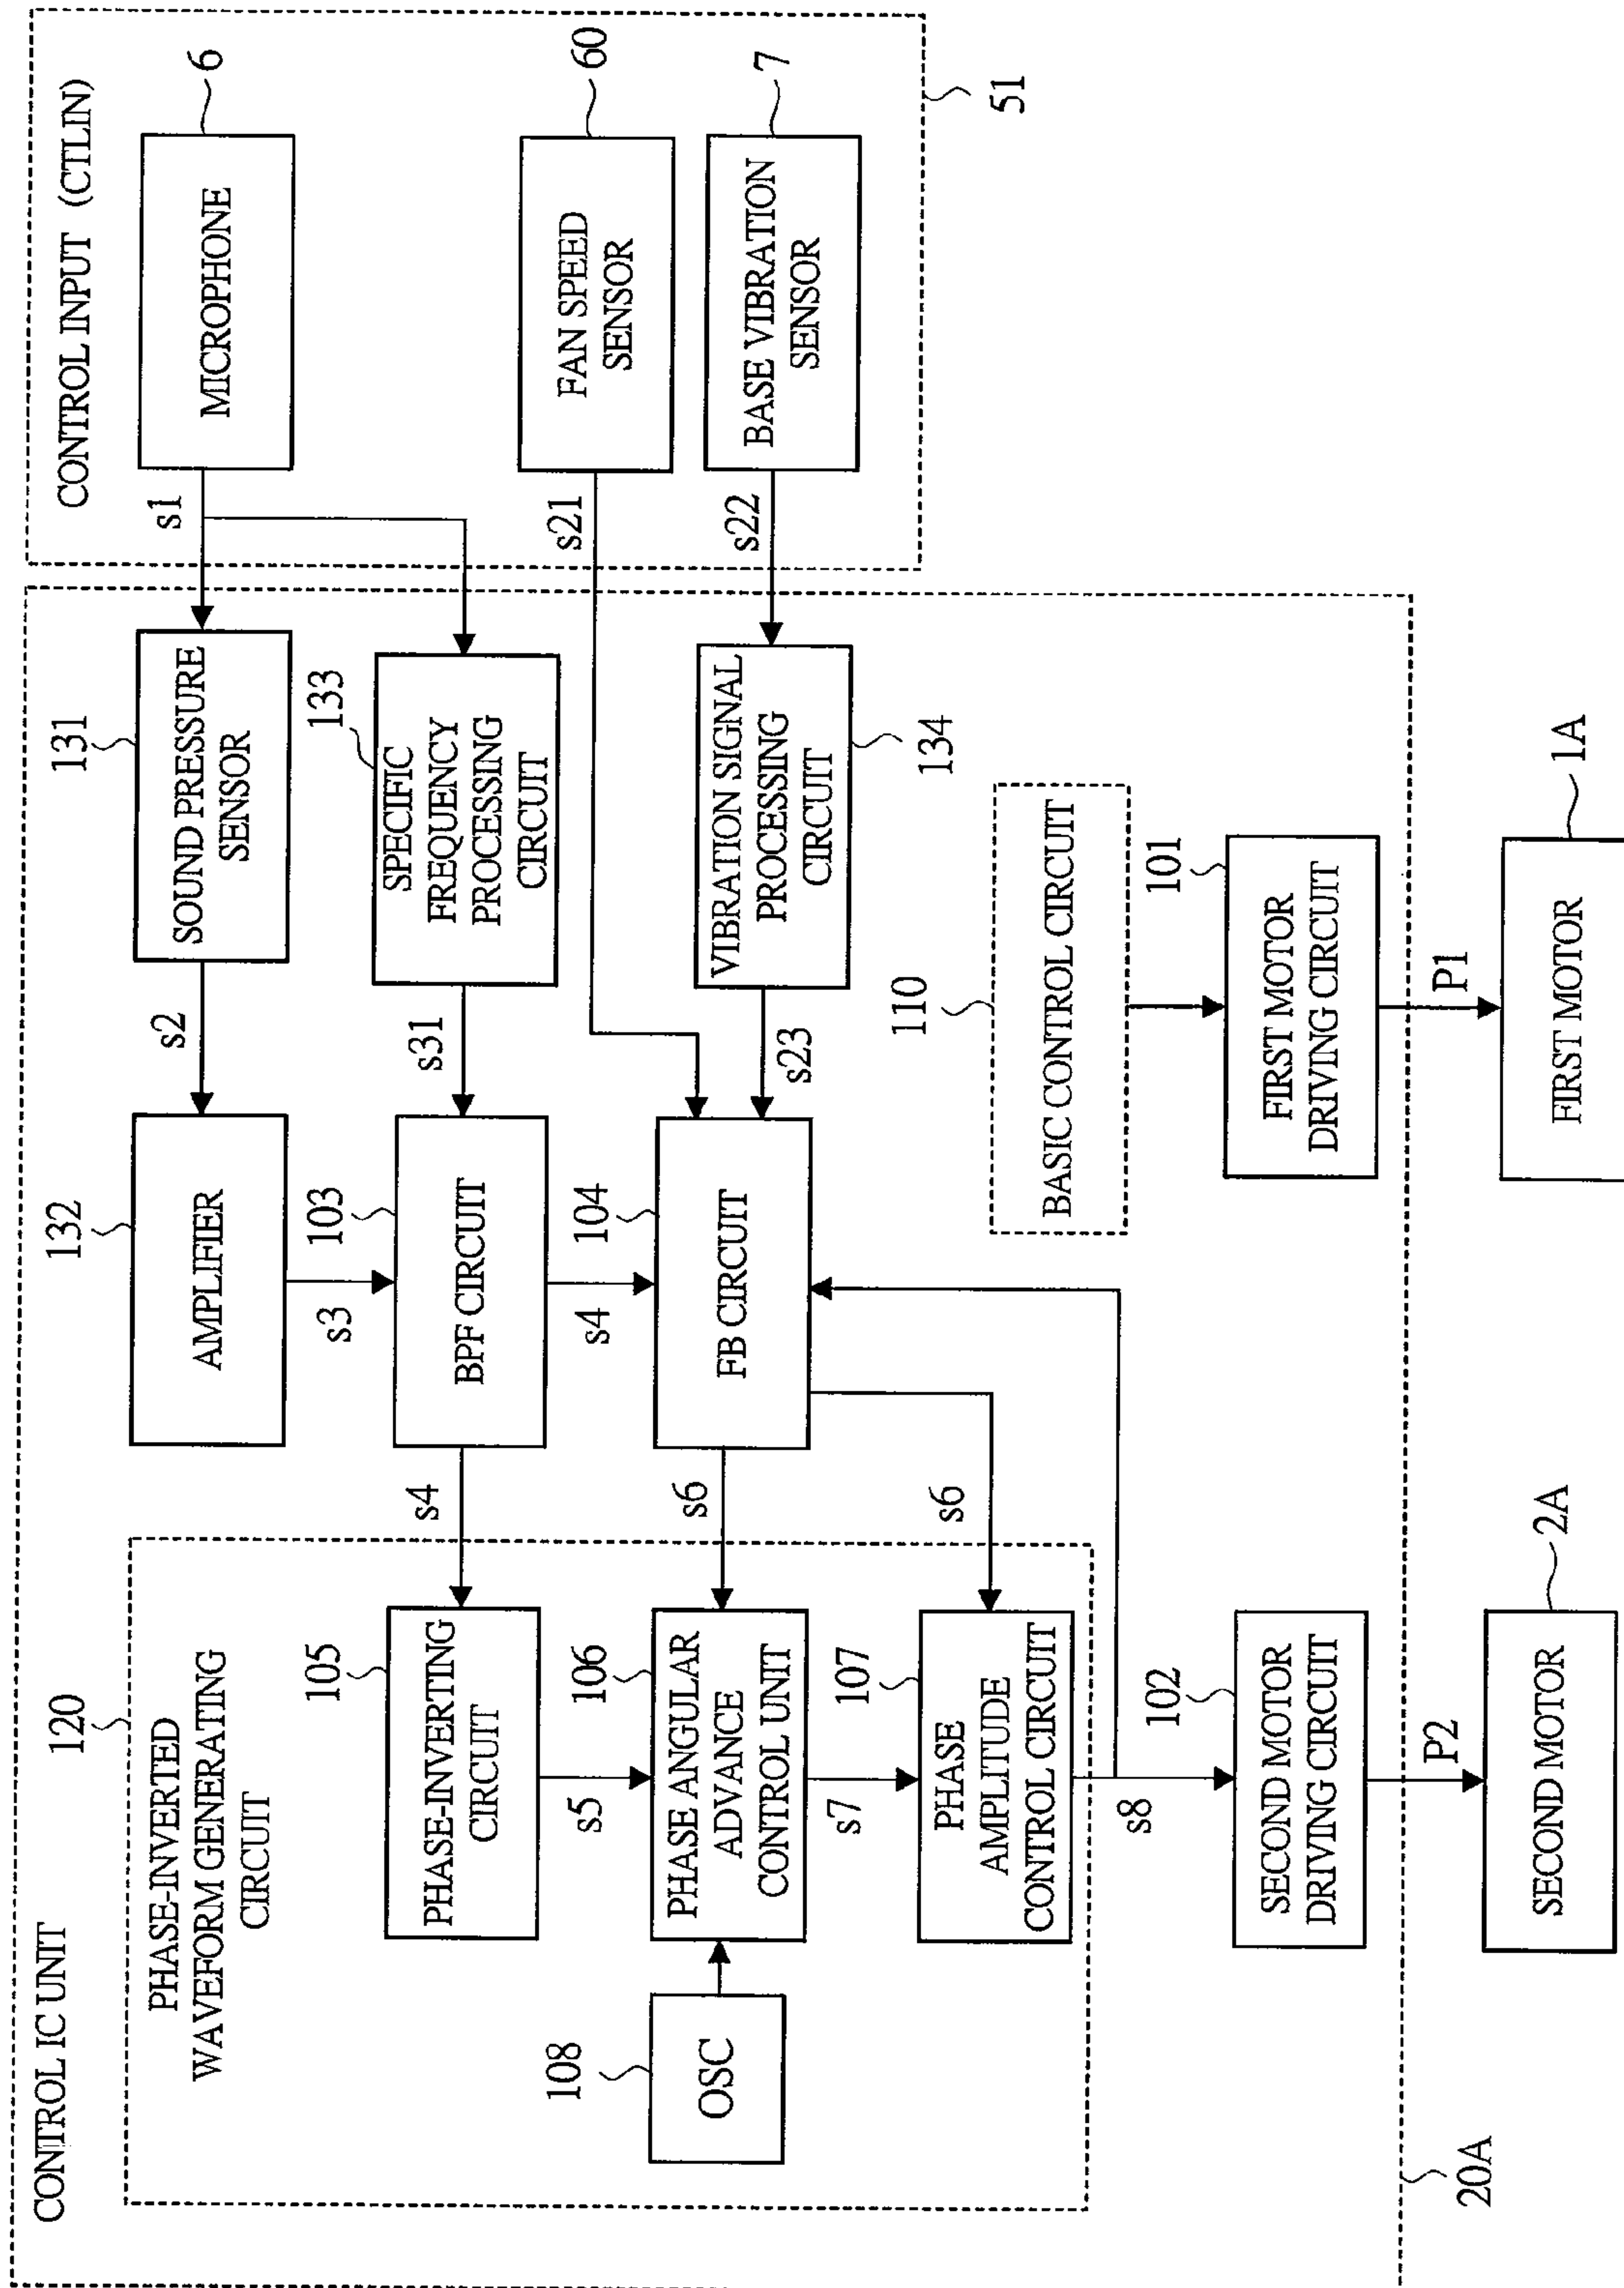 CONTROL IC UNIT
120
PHASE-INVERTED
WAVEFORM GENERATING
CIRCUIT
105
PHASE-INVERTING
CIRCUIT
s5
106
PHASE ANGULAR
ADVANCE
CONTROL UNIT
108
OSC
s7
107
PHASE
AMPLITUDE
CONTROL CIRCUIT
s8
102
SECOND MOTOR
DRIVING CIRCUIT
P2
2A
SECOND MOTOR
20A
132
AMPLIFIER
s3
103
BPF CIRCUIT
s4
s4
104
FB CIRCUIT
s6
s6
131
SOUND PRESSURE
SENSOR
s2
133
SPECIFIC
FREQUENCY
PROCESSING
CIRCUIT
s31
VIBRATION SIGNAL
PROCESSING
CIRCUIT
134
s23
110
BASIC CONTROL CIRCUIT
101
FIRST MOTOR
DRIVING CIRCUIT
P1
1A
FIRST MOTOR
CONTROL INPUT (CTLIN)
s1
MICROPHONE
6
s21
FAN SPEED
SENSOR
60
s22
BASE VIBRATION
SENSOR
7
51